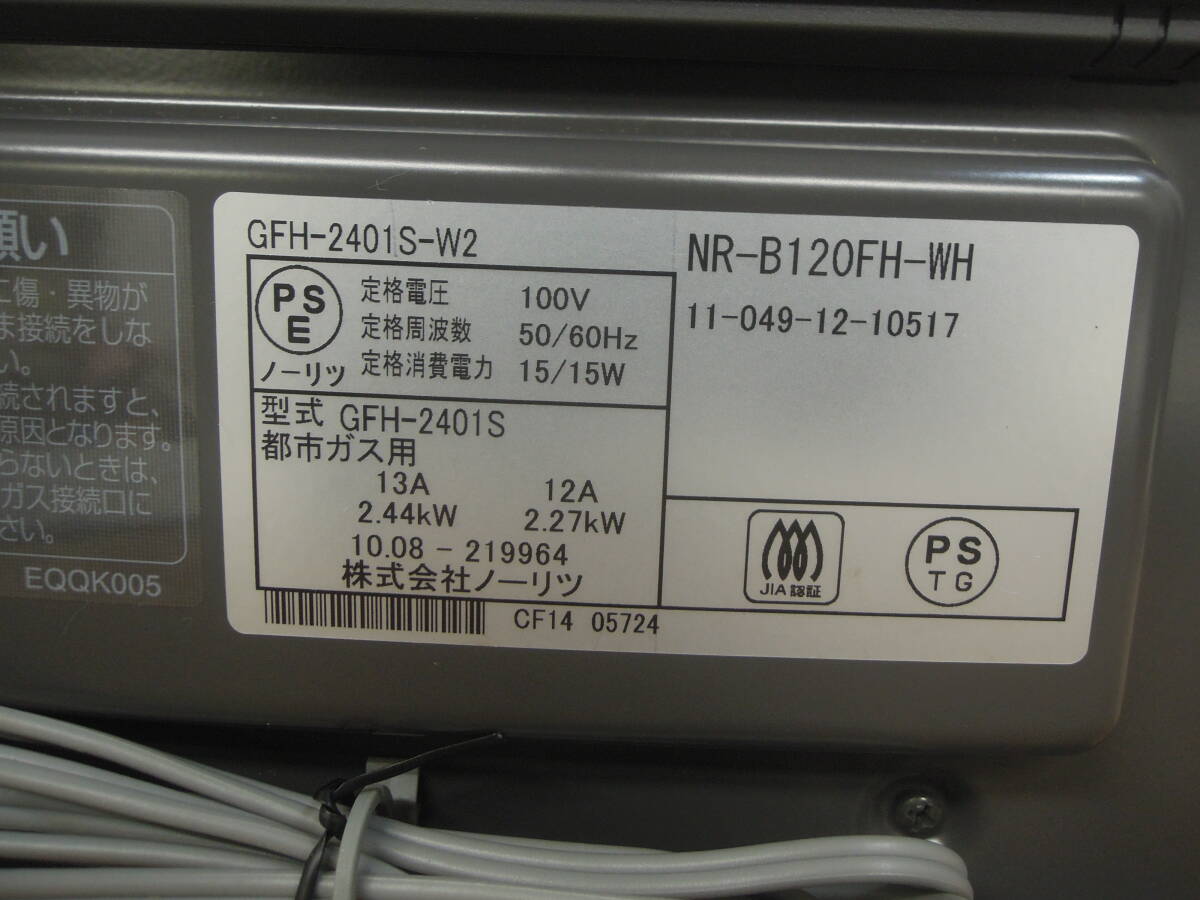 願い
に傷・異物が
ま接続をしな
い。
続されますと、
原因となります。
らないときは、
ガス接続口に
さい。
EQQK005
GFH-2401S-W2
PS
E
ノーリツ
定格電圧 100V
定格周波数 50/60Hz
定格消費電力 15/15W
型式 GFH-2401S
都市ガス用
13A 12A
2.44kW 2.27kW
10.08 - 219964
株式会社ノーリツ
CF14 05724
NR-B120FH-WH
11-049-12-10517
JIA 認証
PS
TG